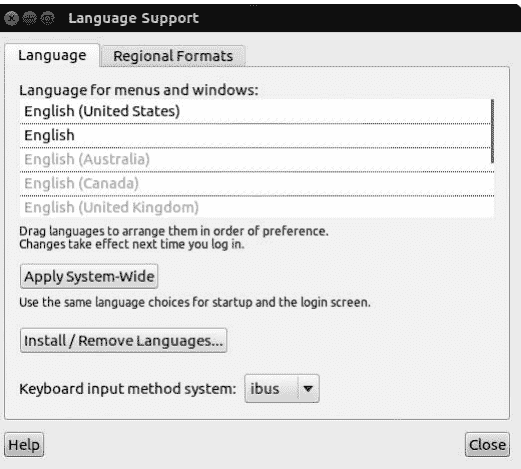 Language Support
Language
Regional Formats
Language for menus and windows:
English (United States)
English
English (Australia)
English (Canada)
English (United Kingdom)
Drag languages to arrange them in order of preference.
Changes take effect next time you log in.
Apply System-Wide
Use the same language choices for startup and the login screen.
Install / Remove Languages...
Keyboard input method system: ibus
Help
Close